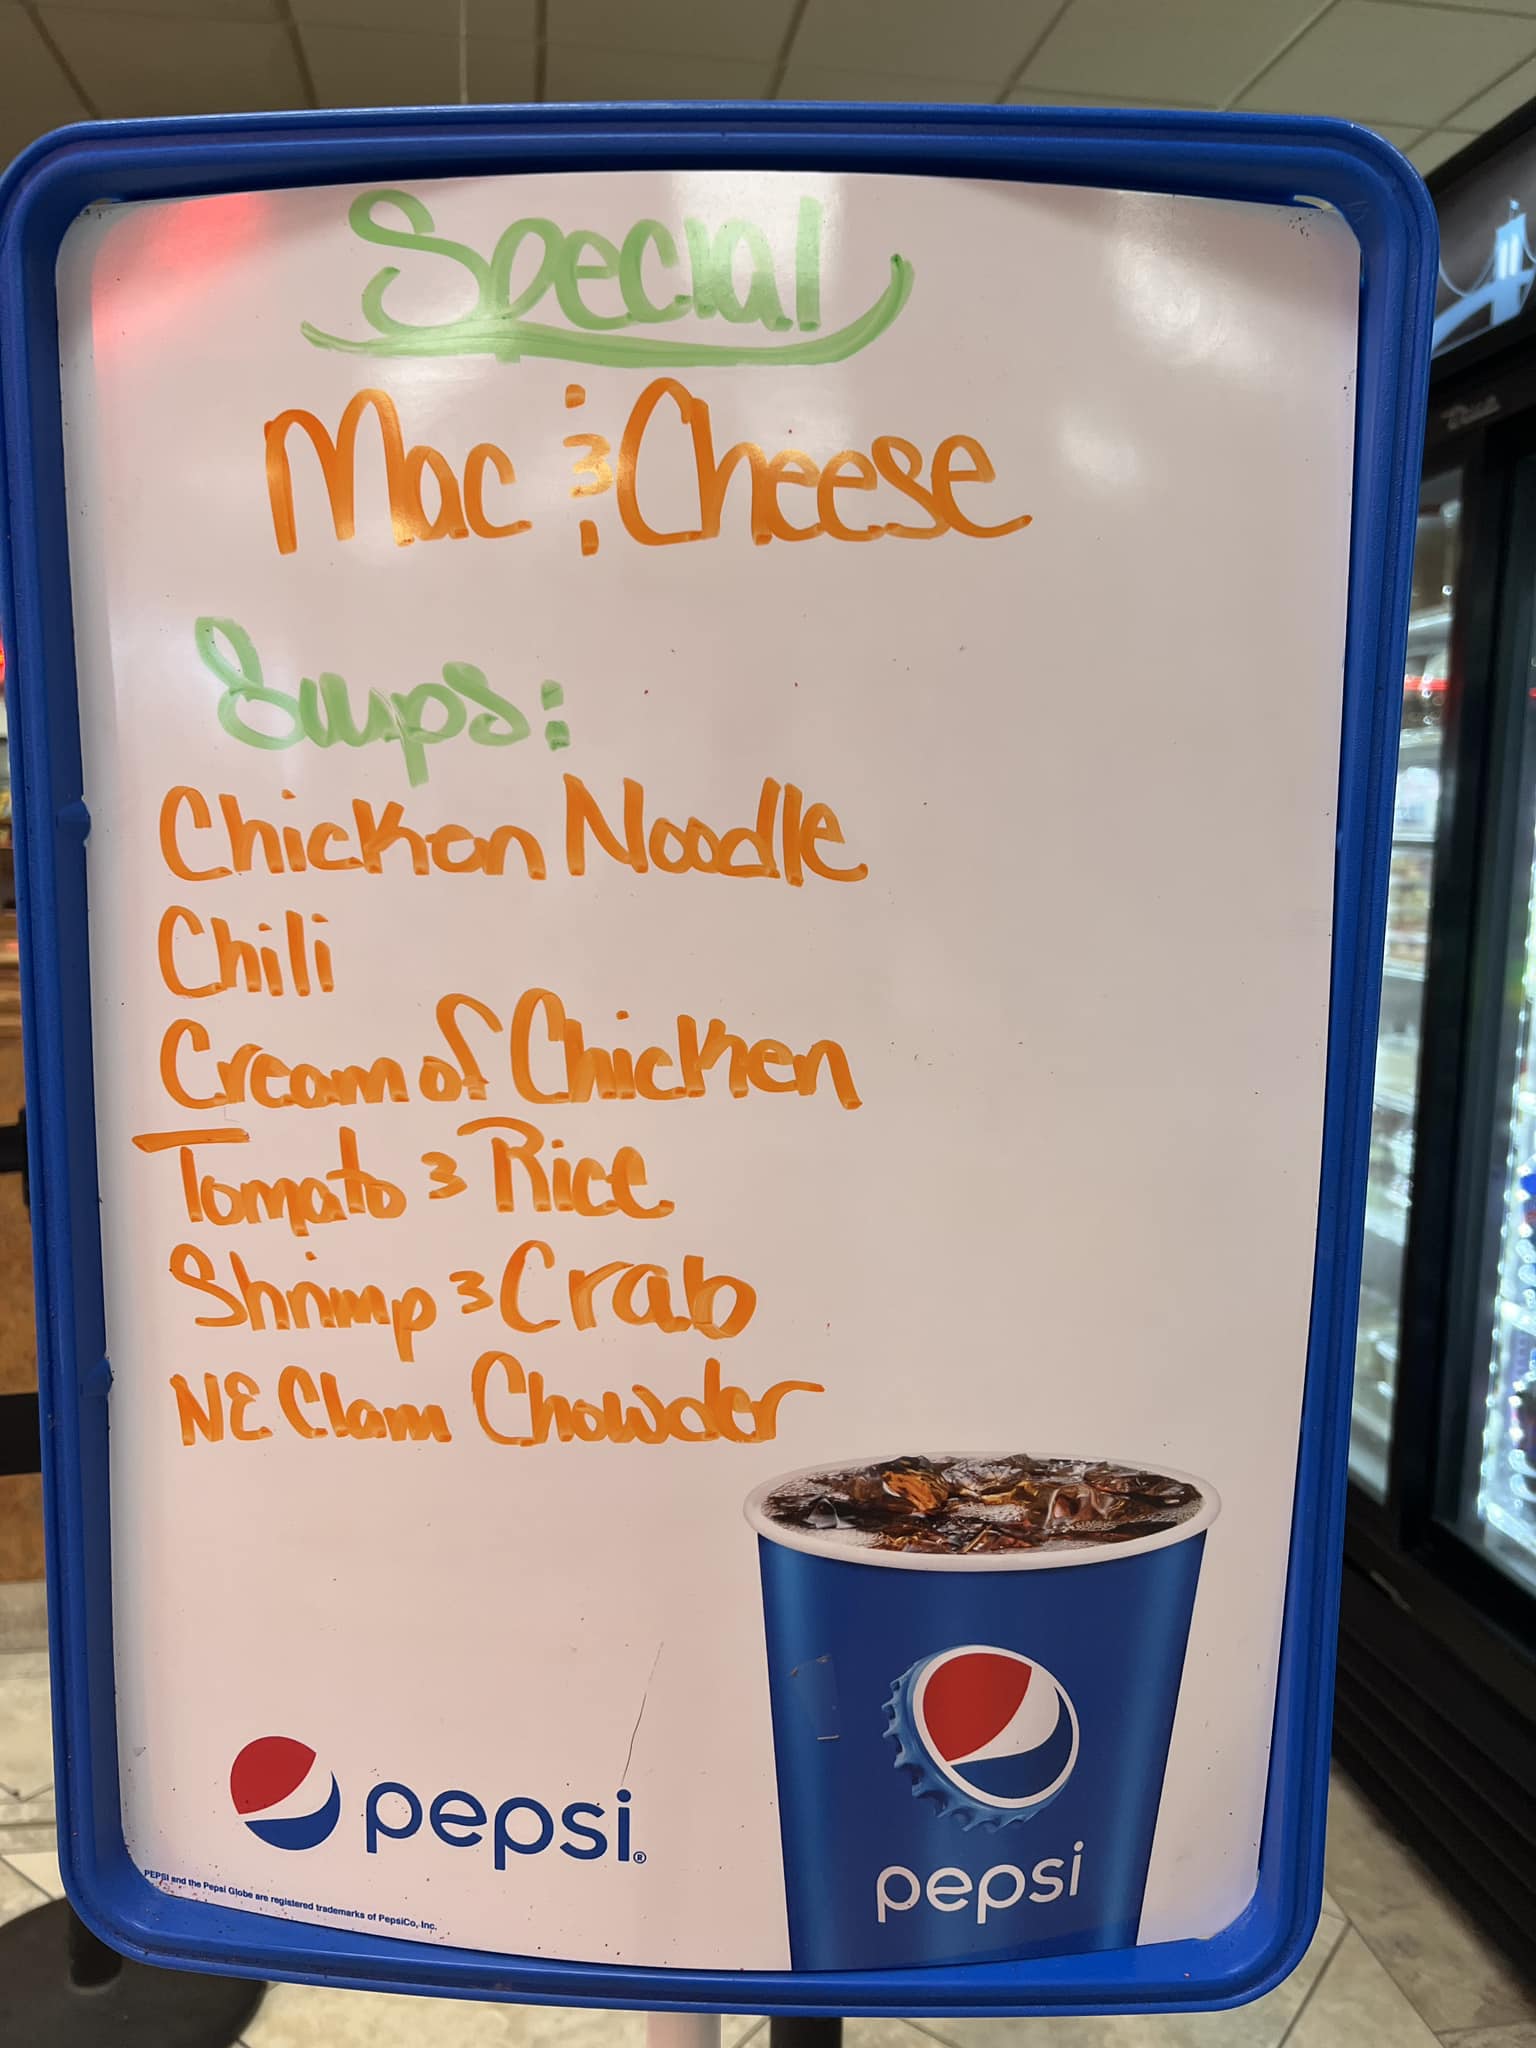 Special
Mac & Cheese
Soups:
Chicken Noodle
Chili
Cream of Chicken
Tomato & Rice
Shrimp & Crab
NE Clam Chowder
pepsi
pepsi®
PEPSI and the Pepsi Globe are registered trademarks of PepsiCo, Inc.